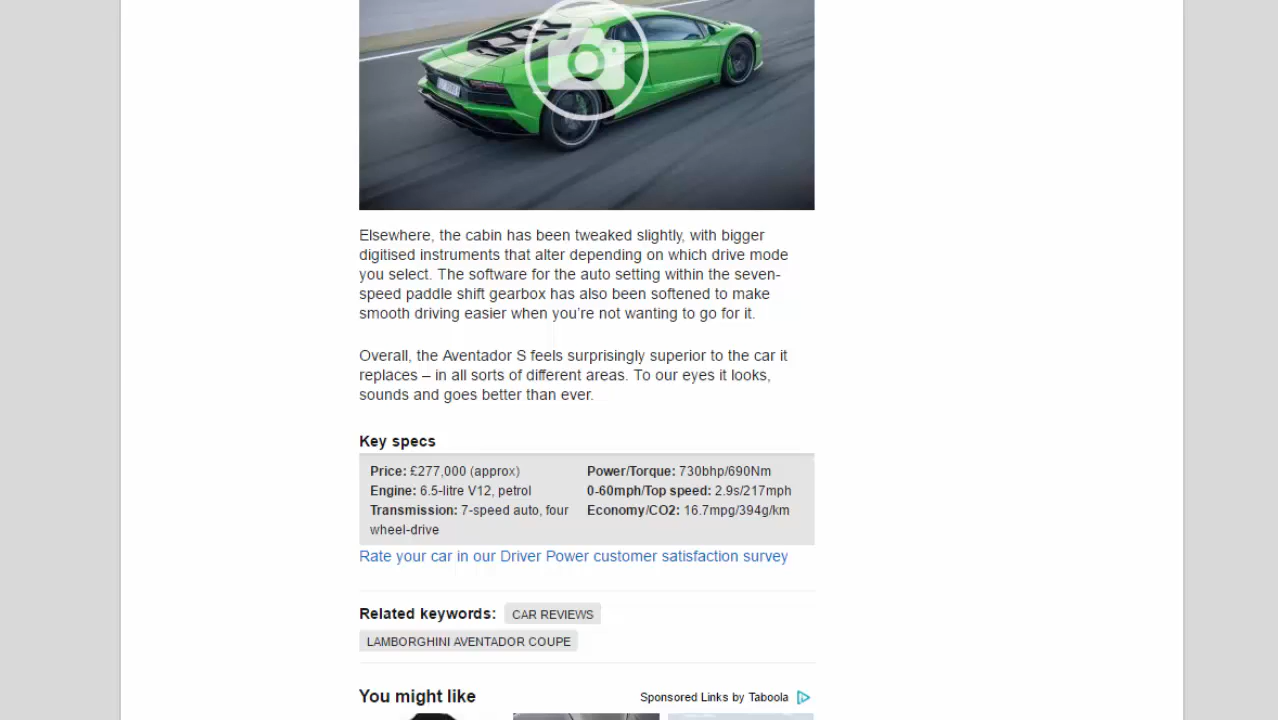 Elsewhere, the cabin has been tweaked slightly, with bigger
digitised instruments that alter depending on which drive mode
you select. The software for the auto setting within the seven-
speed paddle shift gearbox has also been softened to make
smooth driving easier when you’re not wanting to go for it.
Overall, the Aventador S feels surprisingly superior to the car it
replaces – in all sorts of different areas. To our eyes it looks,
sounds and goes better than ever.
Key specs
Price: £277,000 (approx)
Engine: 6.5-litre V12, petrol
Transmission: 7-speed auto, four
wheel-drive
Power/Torque: 730bhp/690Nm
0-60mph/Top speed: 2.9s/217mph
Economy/CO2: 16.7mpg/394g/km
Rate your car in our Driver Power customer satisfaction survey
Related keywords: CAR REVIEWS
LAMBORGHINI AVENTADOR COUPE
You might like
Sponsored Links by Taboola